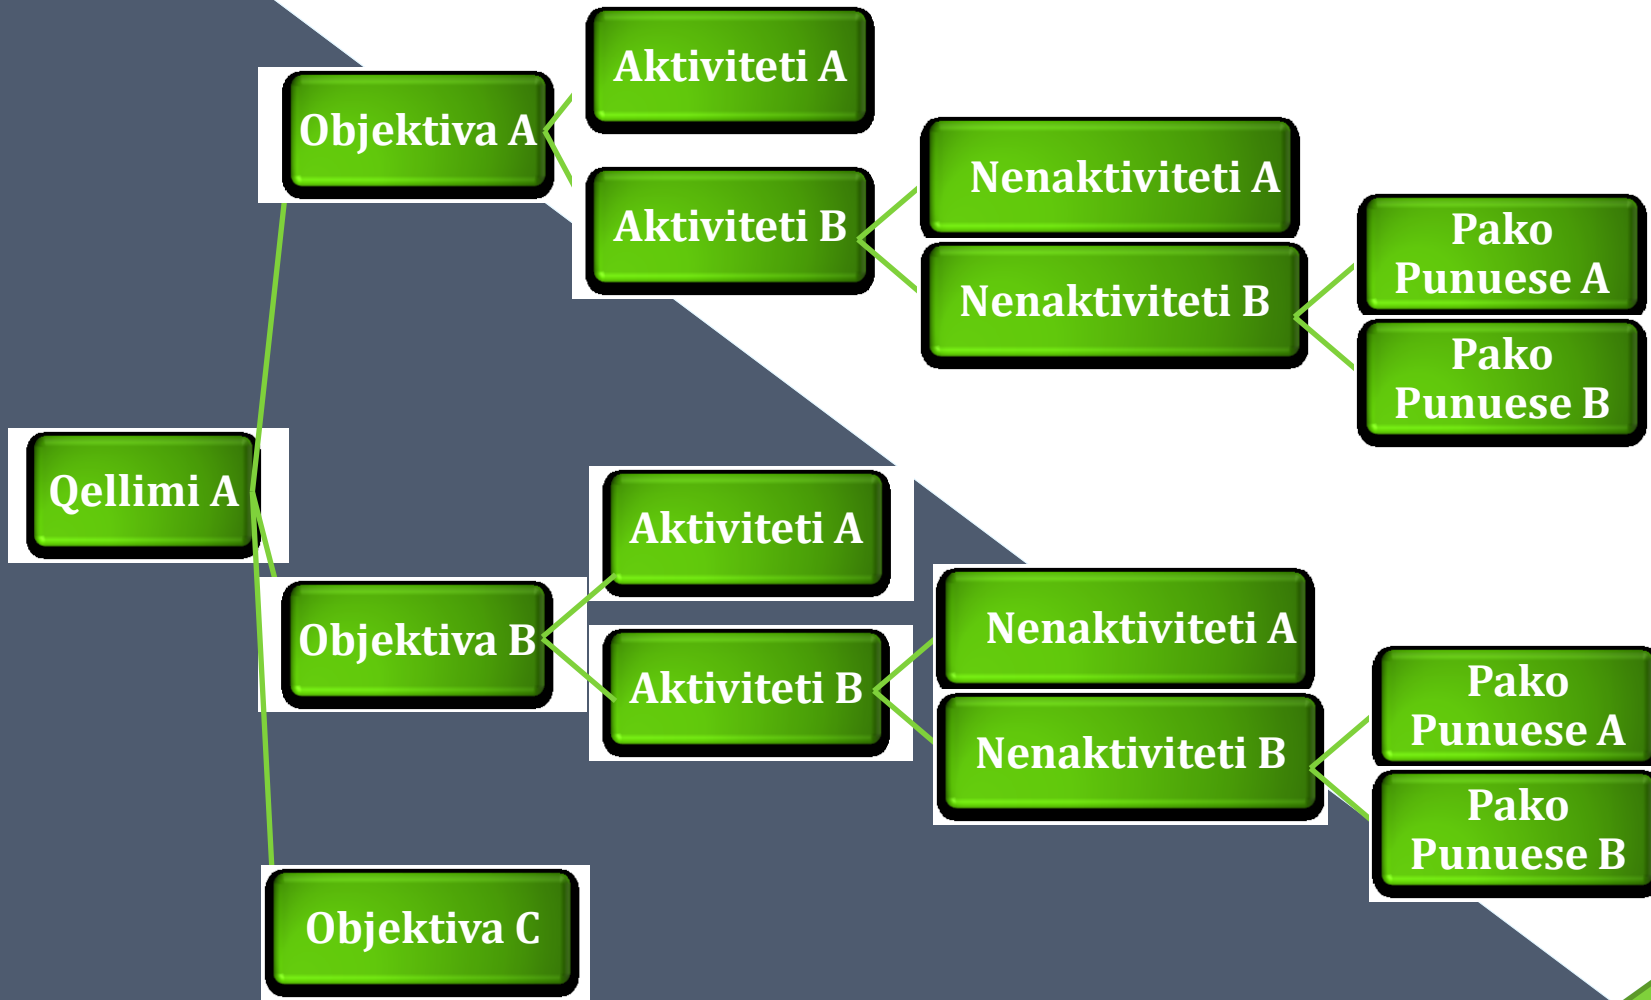 Aktiviteti A
Objektiva A
Aktiviteti B
Nenaktiviteti A
Nenaktiviteti B
Pako
Punuese A
Pako
Punuese B
Qellimi A
Aktiviteti A
Objektiva B
Aktiviteti B
Nenaktiviteti A
Nenaktiviteti B
Pako
Punuese A
Pako
Punuese B
Objektiva C